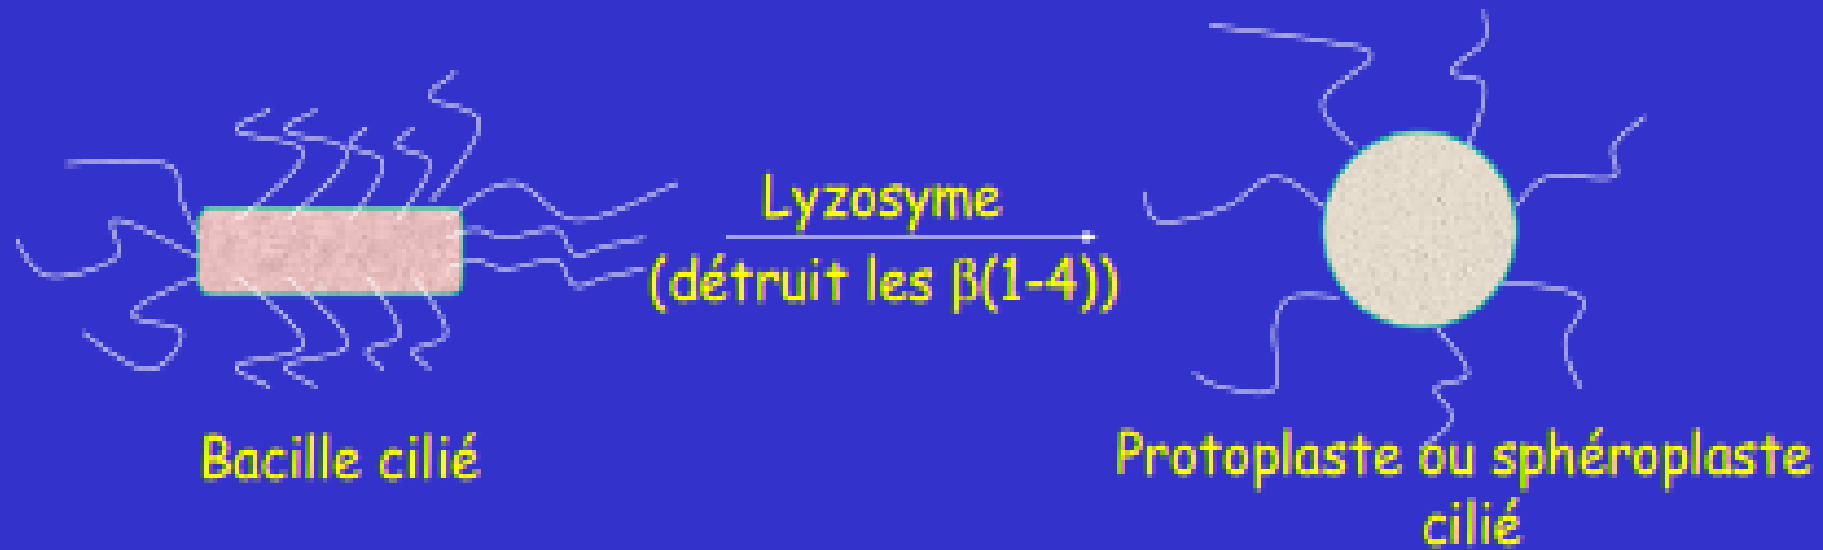 Lyzosyme
(détruit les β(1-4))
Bacille cilié
Protoplaste ou sphéroplaste
cilié